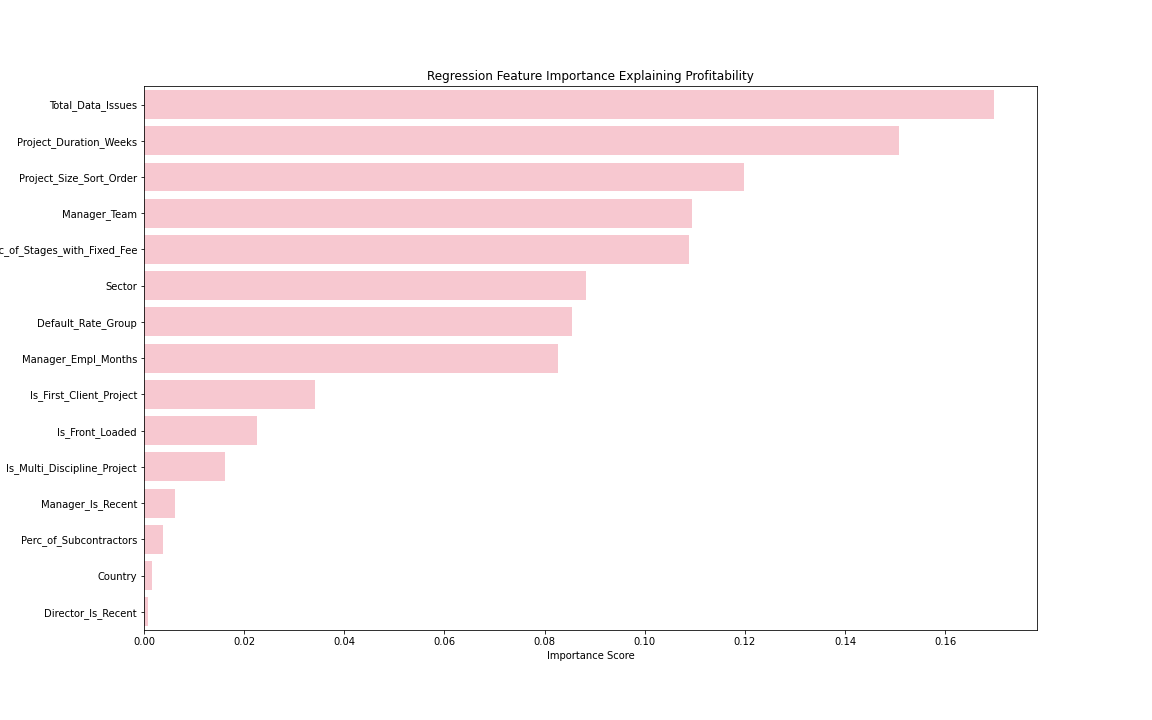 Regression Feature Importance Explaining Profitability
Total_Data_Issues
Project_Duration_Weeks
Project_Size_Sort_Order
Manager_Team
c_of_Stages_with_Fixed_Fee
Sector
Default_Rate_Group
Manager_Empl_Months
Is_First_Client_Project
Is_Front_Loaded
Is_Multi_Discipline_Project
Manager_Is_Recent
Perc_of_Subcontractors
Country
Director_Is_Recent
0.00 0.02 0.04 0.06 0.08 0.10 0.12 0.14 0.16
Importance Score